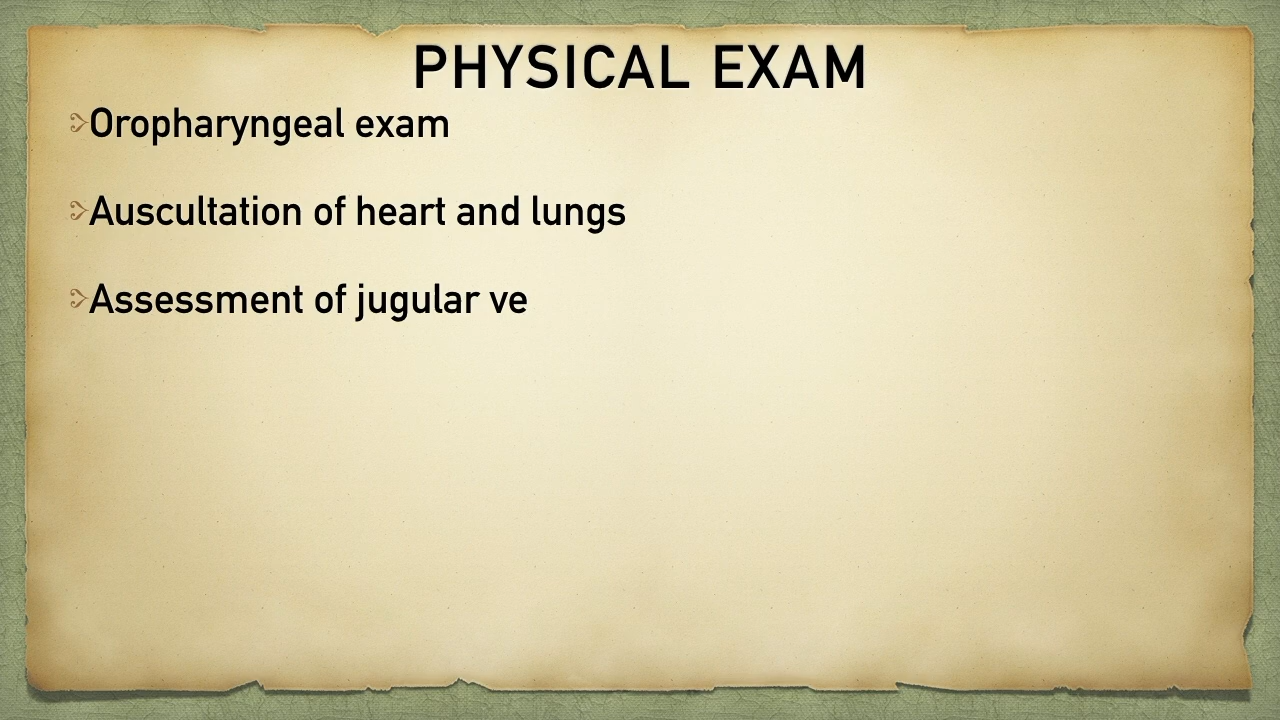 PHYSICAL EXAM
Oropharyngeal exam
Auscultation of heart and lungs
Assessment of jugular ve